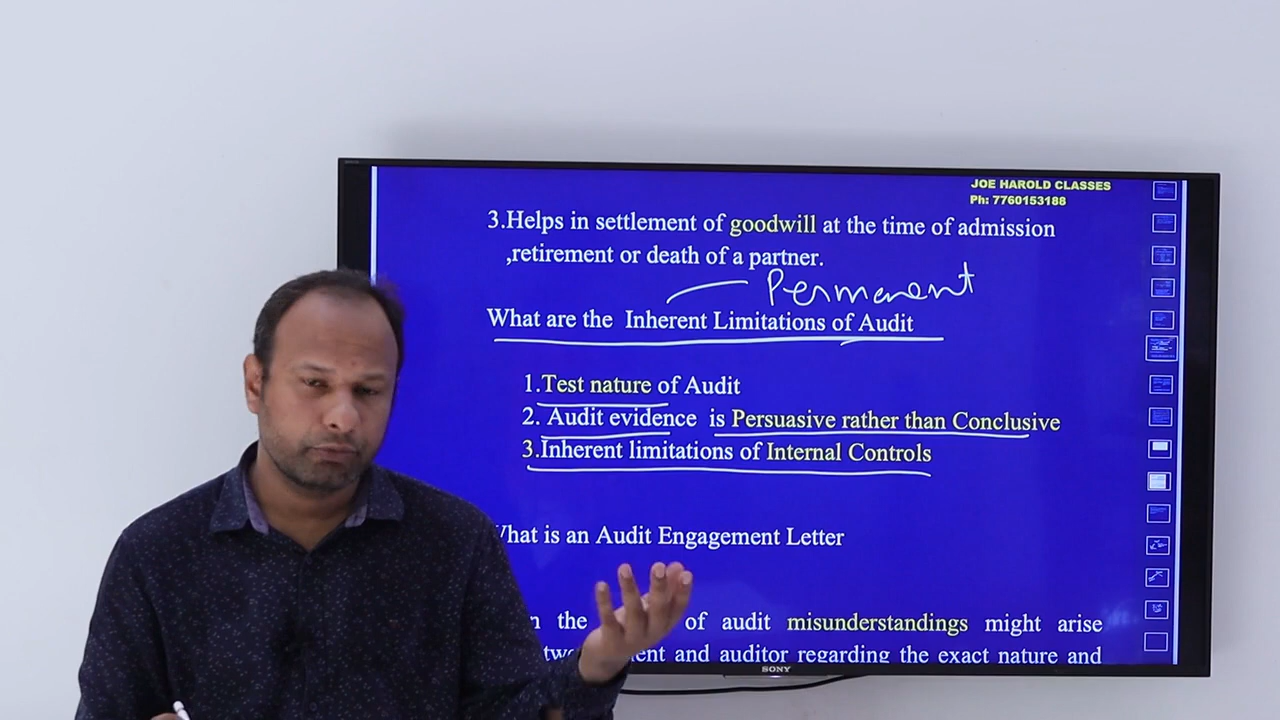 JOE HAROLD CLASSES
Ph: 7760153188
3.Helps in settlement of goodwill at the time of admission
,retirement or death of a partner.
Permanent
What are the Inherent Limitations of Audit
1.Test nature of Audit
2. Audit evidence is Persuasive rather than Conclusive
3.Inherent limitations of Internal Controls
hat is an Audit Engagement Letter
n the of audit misunderstandings might arise
and auditor regarding the exact nature and
SONY